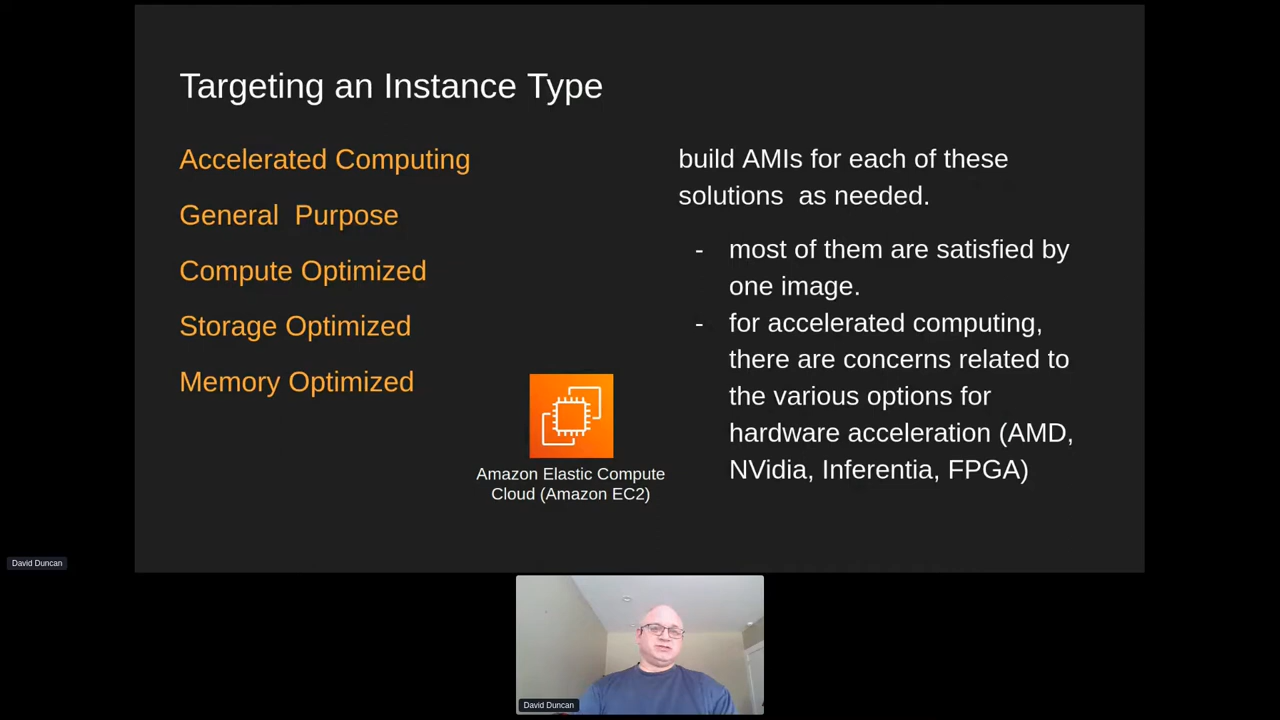 Targeting an Instance Type
Accelerated Computing
General  Purpose
Compute Optimized
Storage Optimized
Memory Optimized
Amazon Elastic Compute
Cloud (Amazon EC2)
build AMIs for each of these
solutions  as needed.
- most of them are satisfied by
one image.
- for accelerated computing,
there are concerns related to
the various options for
hardware acceleration (AMD,
NVidia, Inferentia, FPGA)
David Duncan
David Duncan